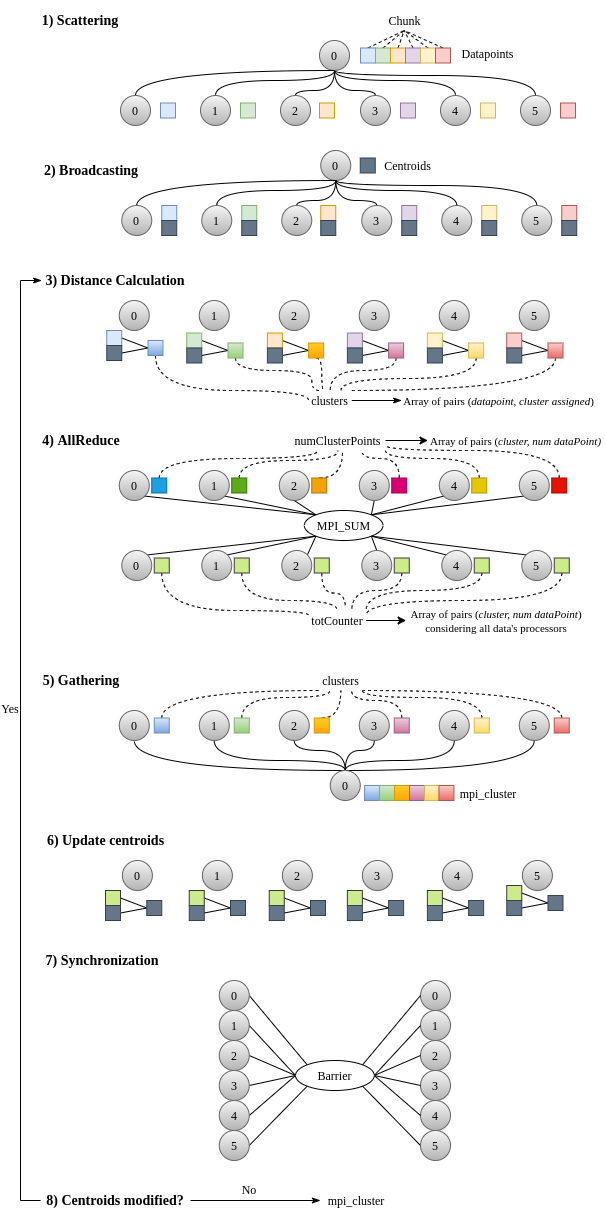 1) Scattering
Chunk
0
Datapoints
0 1 2 3 4 5
2) Broadcasting
0
Centroids
0 1 2 3 4 5
3) Distance Calculation
0 1 2 3 4 5
clusters
Array of pairs (datapoint, cluster assigned)
4) AllReduce
numClusterPoints
Array of pairs (cluster, num dataPoint)
0 1 2 3 4 5
MPI_SUM
0 1 2 3 4 5
totCounter
Array of pairs (cluster, num dataPoint)
considering all data's processors
5) Gathering
clusters
Yes
0 1 2 3 4 5
0
mpi_cluster
6) Update centroids
0 1 2 3 4 5
7) Synchronization
0 0
1 1
2 2
Barrier
3 3
4 4
5 5
8) Centroids modified?
No
mpi_cluster